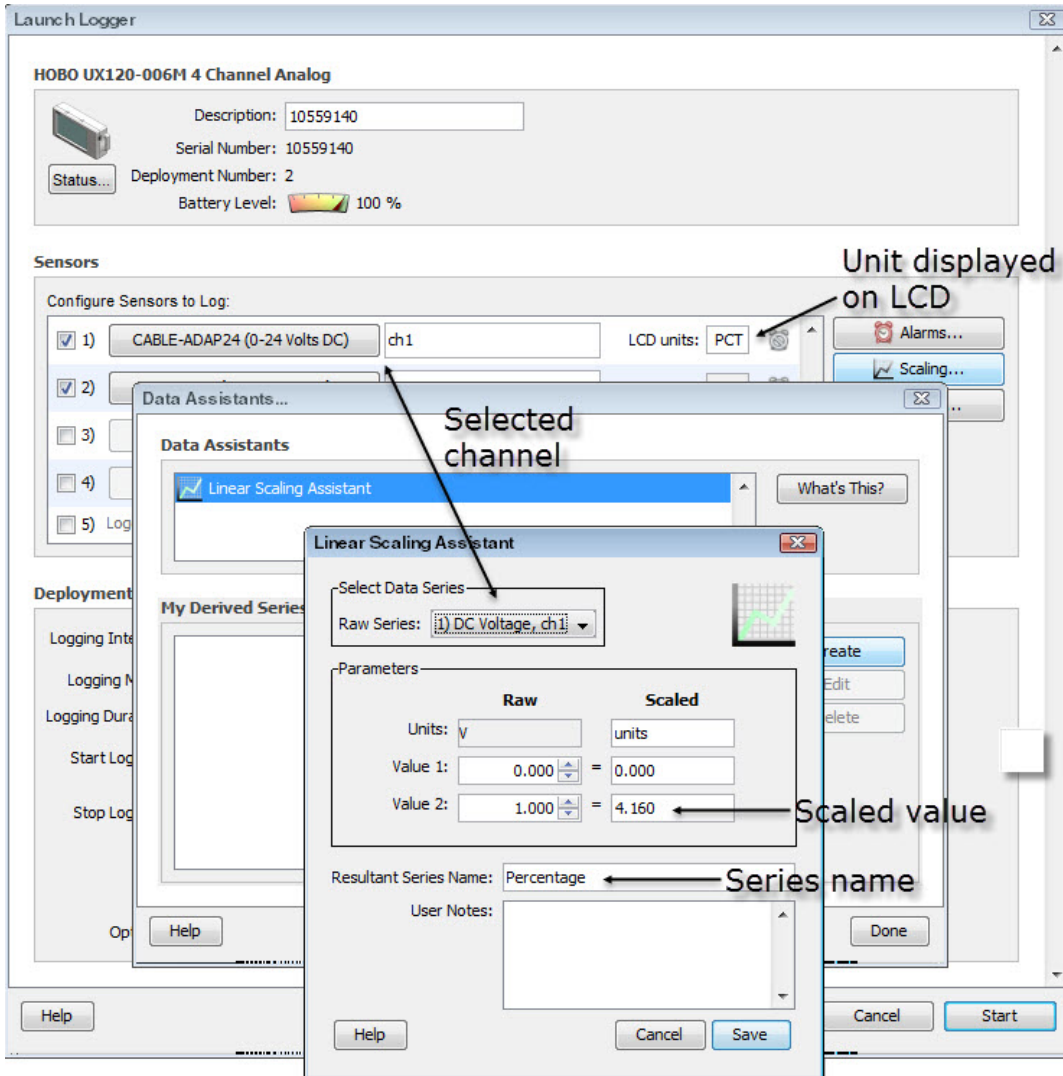 Launch Logger
HOBO UX120-006M 4 Channel Analog
Description: 10559140
Serial Number: 10559140
Status... Deployment Number: 2
Battery Level: 100 %
Sensors
Unit displayed
on LCD
Configure Sensors to Log:
1) CABLE-ADAP24 (0-24 Volts DC) ch1 LCD units: PCT
Alarms...
Scaling...
2)
3)
4)
5)
Data Assistants...
Selected
channel
Data Assistants
Linear Scaling Assistant
What's This?
Linear Scaling Assistant
Select Data Series
Raw Series: 1) DC Voltage, ch1
Deployment
My Derived Series
Parameters
Raw Scaled
Units: V units
Value 1: 0.000 = 0.000
Value 2: 1.000 = 4.160
Scaled value
Resultant Series Name: Percentage
Series name
User Notes:
Start Log
Stop Log
Edit
Help
Done
Help Cancel Save
Help
Cancel Start